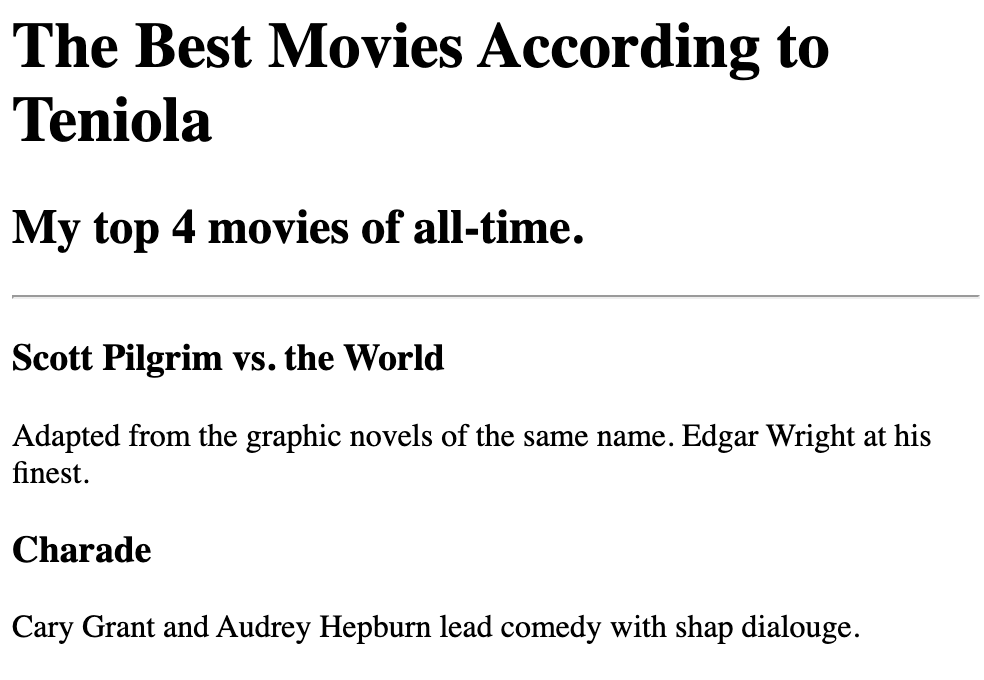 The Best Movies According to
Teniola
My top 4 movies of all-time.
Scott Pilgrim vs. the World
Adapted from the graphic novels of the same name. Edgar Wright at his
finest.
Charade
Cary Grant and Audrey Hepburn lead comedy with shap dialouge.